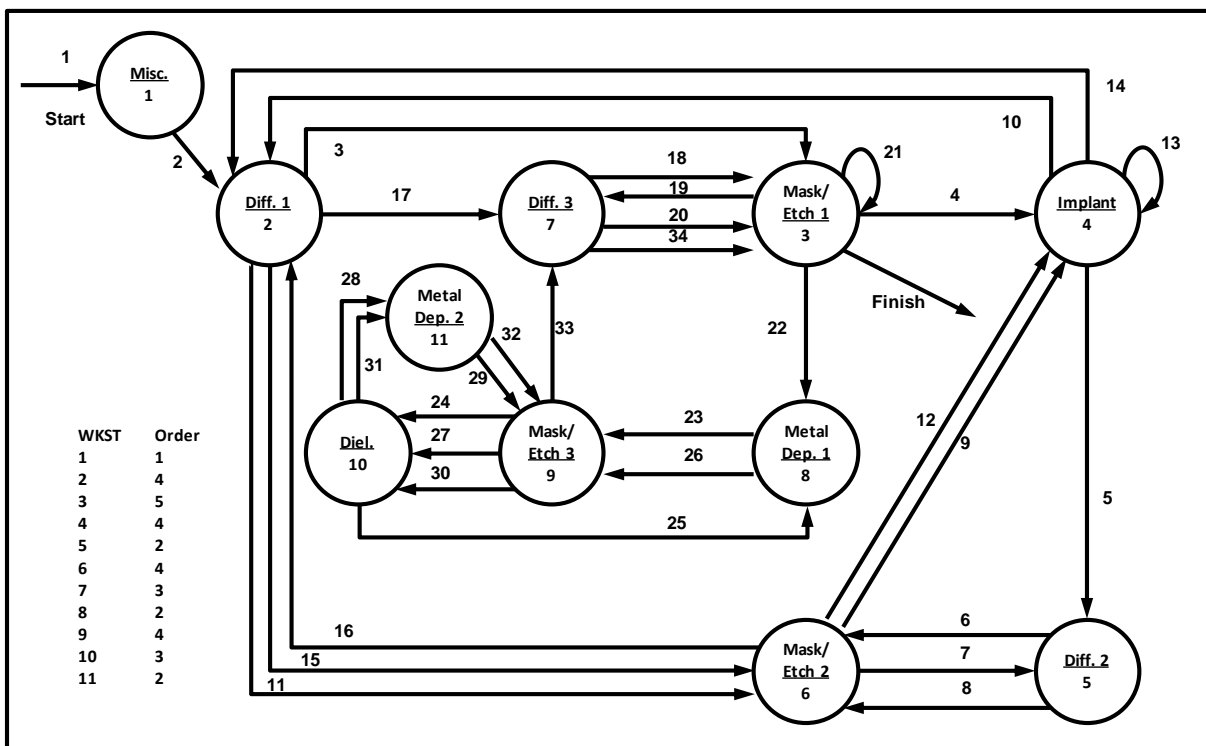 1
Misc.
1
Start
2
14
10
3
13
21
18
19
20
34
17
4
Diff. 1
2
Diff. 3
7
Mask/
Etch 1
3
Implant
4
Finish
28
Metal
Dep. 2
11
32
33
22
31
29
24
23
12
27
26
9
30
Diel.
10
Mask/
Etch 3
9
Metal
Dep. 1
8
25
5
WKST Order
1 1
2 4
3 5
4 4
5 2
6 4
7 3
8 2
9 4
10 3
11 2
16
15
11
6
7
8
Mask/
Etch 2
6
Diff. 2
5